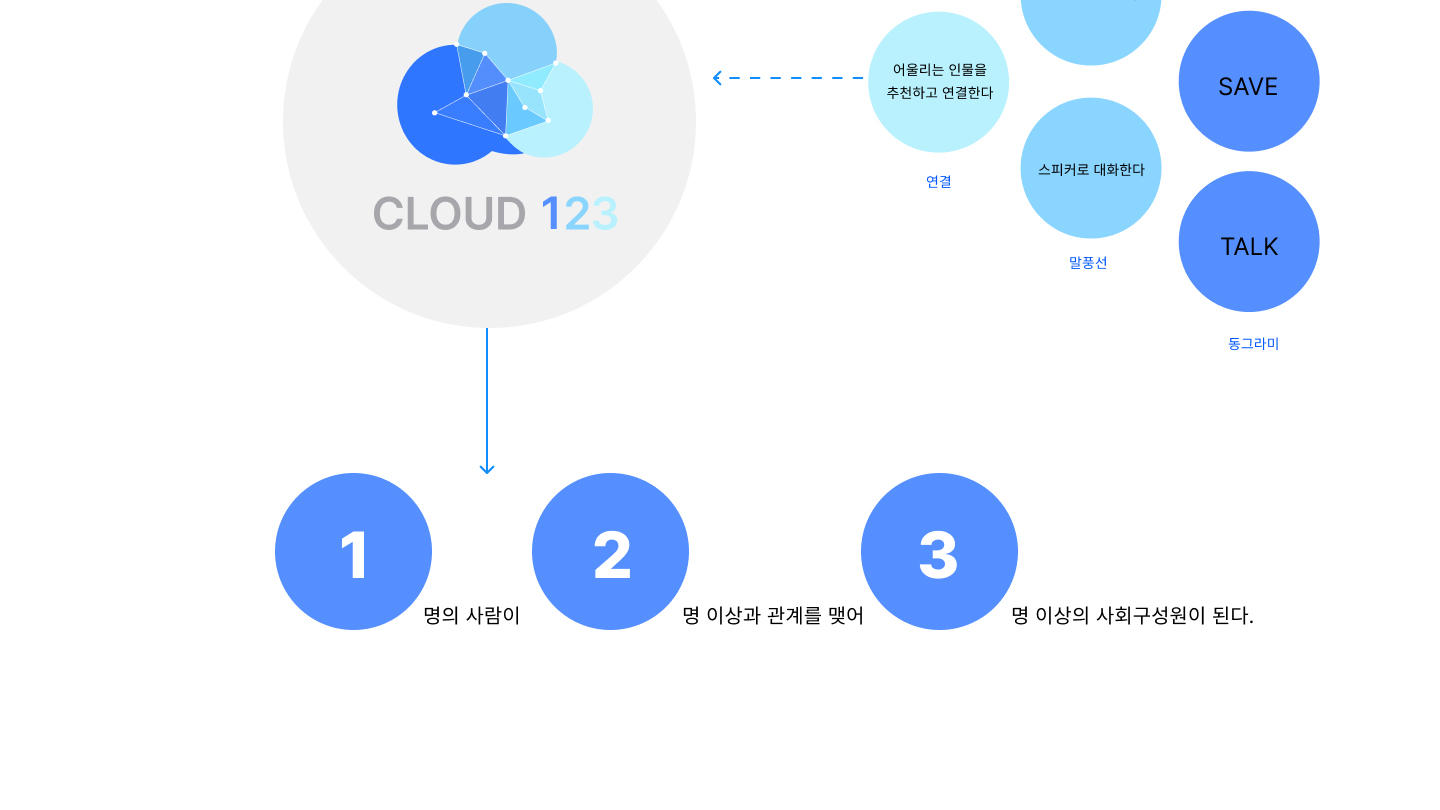 어울리는 인물을
추천하고 연결한다
연결
스피커로 대화한다
말풍선
SAVE
TALK
동그라미
CLOUD 123
1명의 사람이 2명 이상과 관계를 맺어 3명 이상의 사회구성원이 된다.